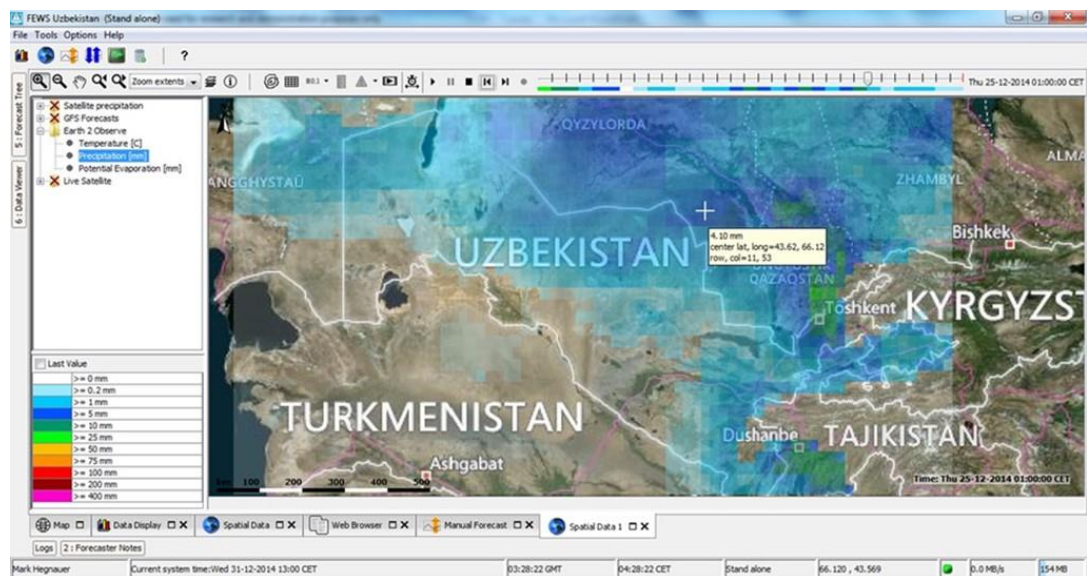 FEWS Uzbekistan (Stand alone)
File Tools Options Help
Zoom extents
Thu 25-12-2014 01:00:00 CET
5 : Forecast Tree
6 : Data Viewer
Satellite precipitation
GFS Forecasts
Earth 2 Observe
Temperature [C]
Precipitation [mm]
Potential Evaporation [mm]
Live Satellite
QYZYLORDA
ALMA
ANGGHYSTAŪ
ZHAMBYL
Bishkek
UZBEKISTAN
4.10 mm
center lat, long=43.62, 66.12
row, col=11, 53
QAZAQSTAN
Toshkent
KYRGYZST
TURKMENISTAN
Dushanbe
TAJIKISTAN
Ashgabat
km 100 200 300 400 500
Time: Thu 25-12-2014 01:00:00 CET
Last Value
>= 0 mm
>= 0.2 mm
>= 1 mm
>= 5 mm
>= 10 mm
>= 25 mm
>= 50 mm
>= 75 mm
>= 100 mm
>= 200 mm
>= 400 mm
Map
Data Display
Spatial Data
Web Browser
Manual Forecast
Spatial Data 1
Logs
2 : Forecaster Notes
Mark Hegnauer
Current system time:Wed 31-12-2014 13:00 CET
03:28:22 GMT
04:28:22 CET
Stand alone
66.120 , 43.569
0.0 MB/s
154 MB